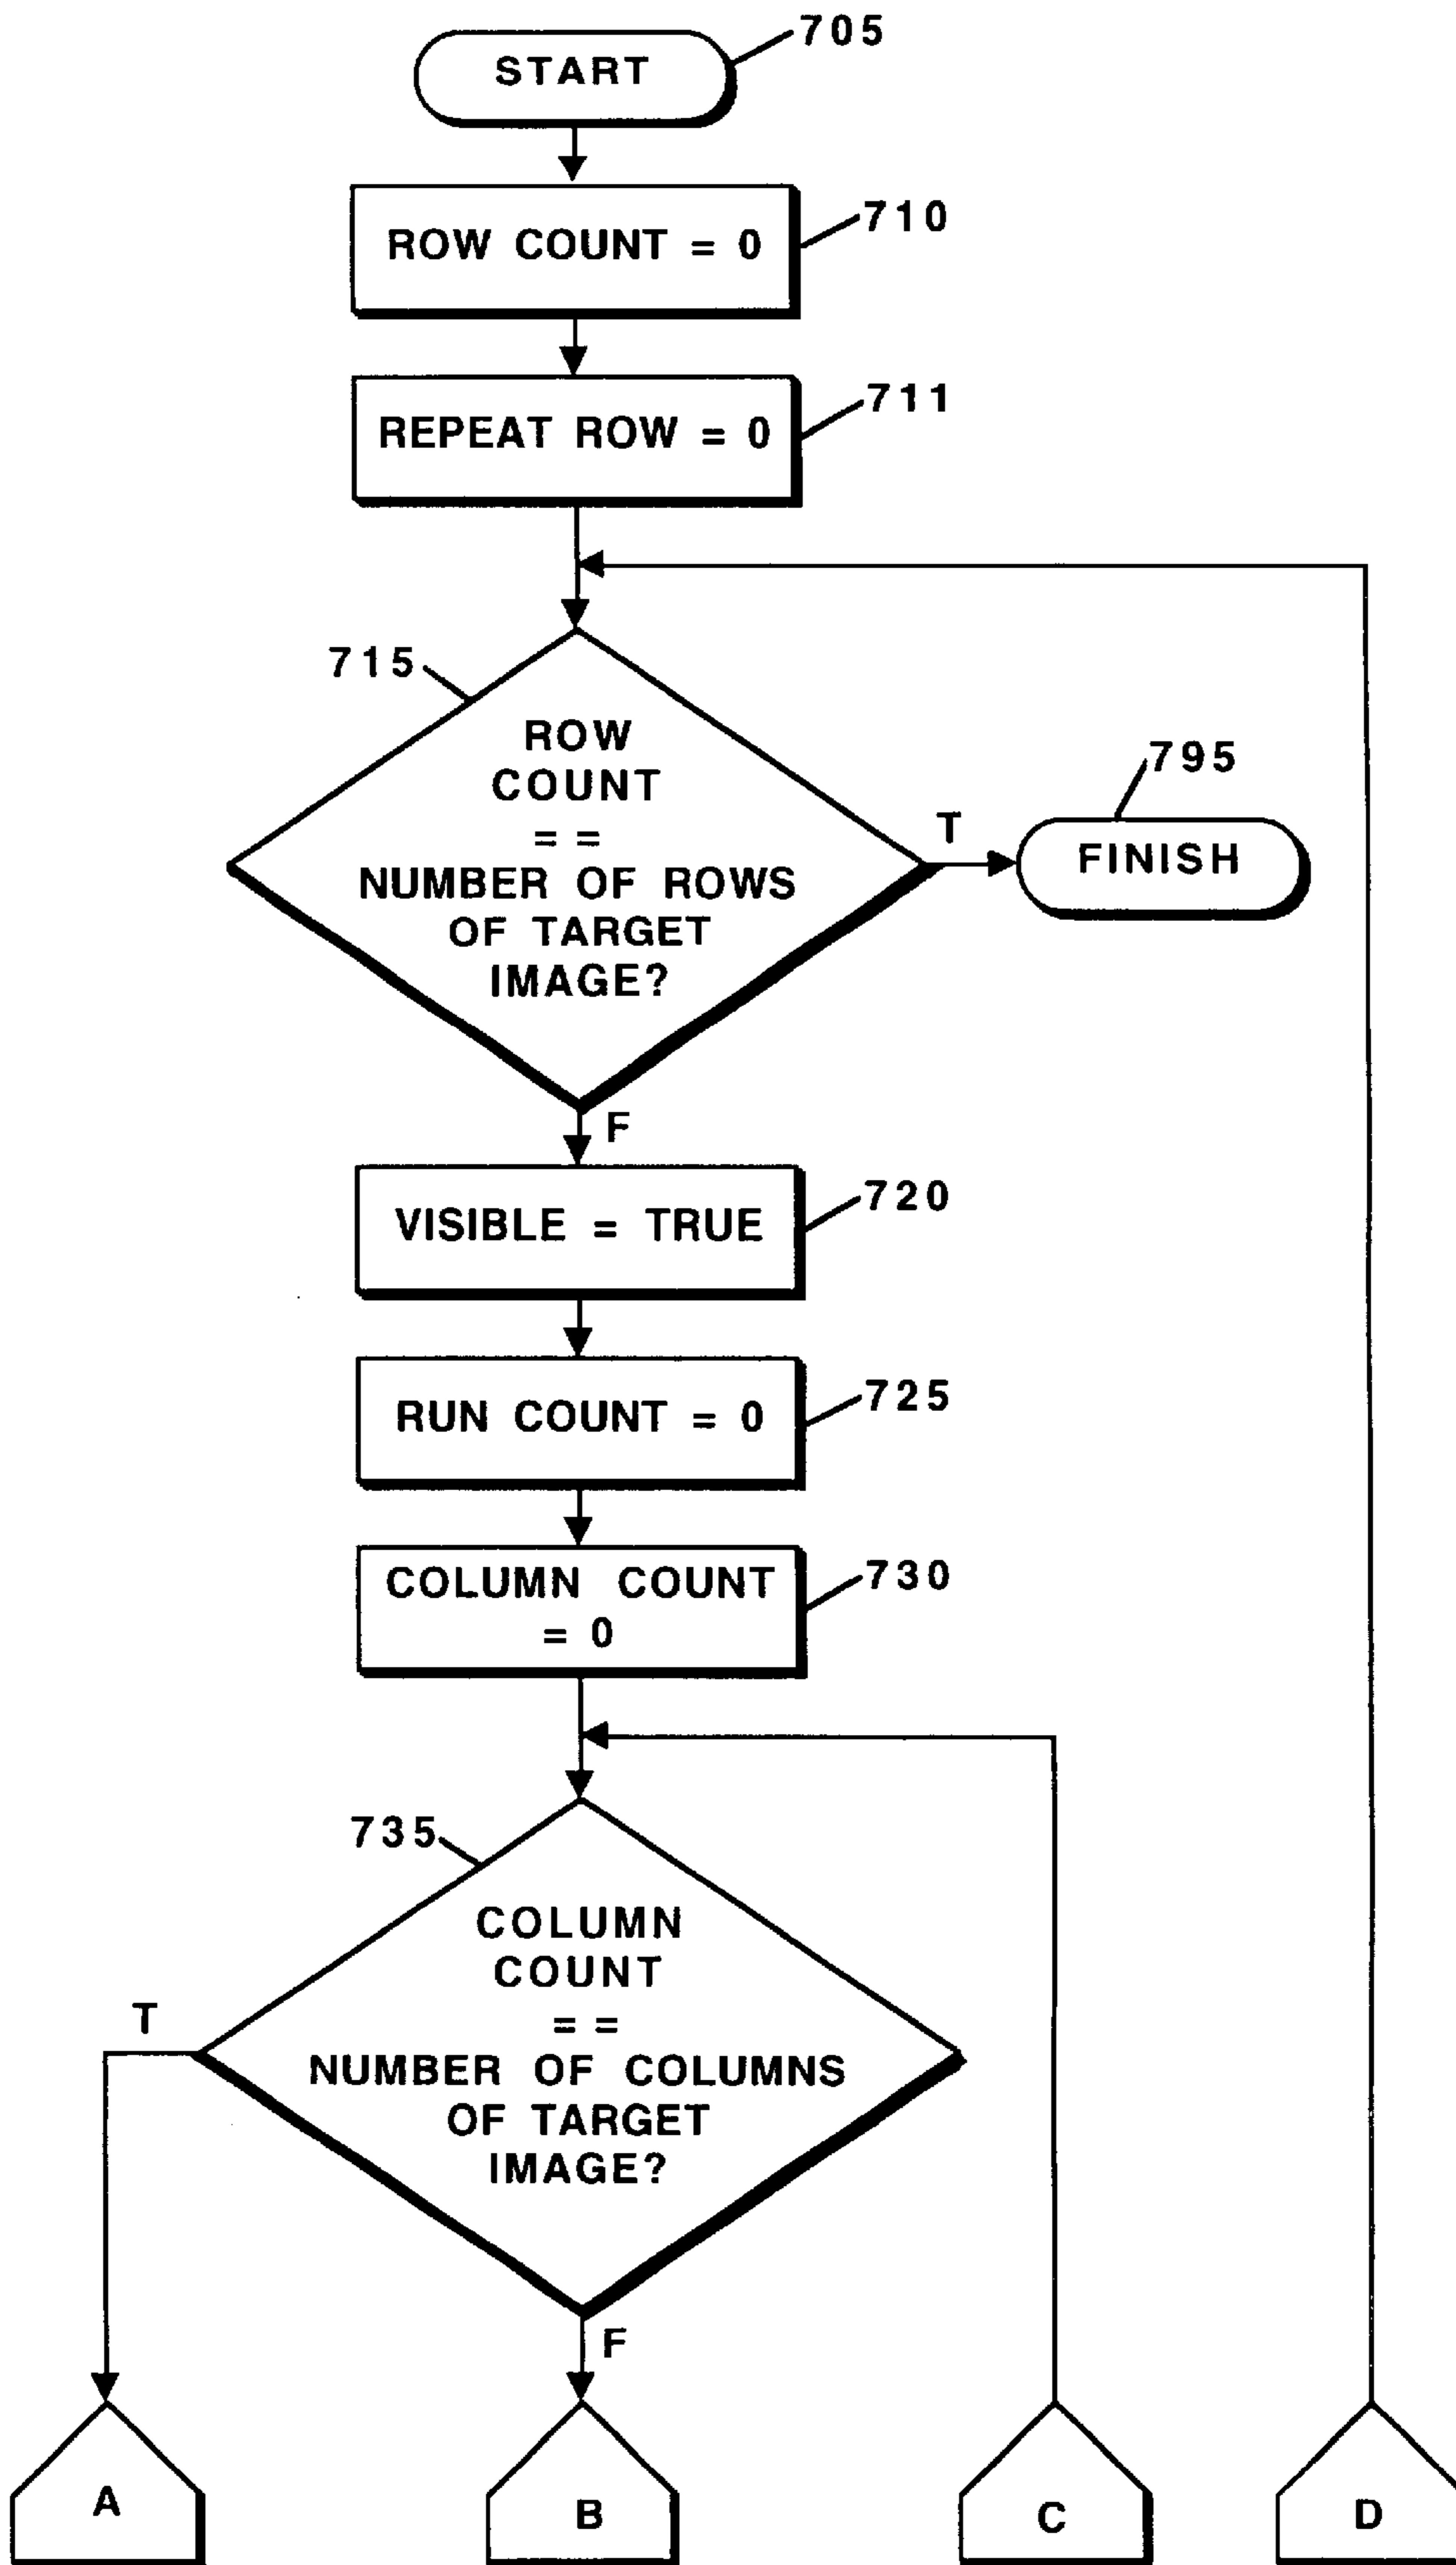 START
705
ROW COUNT = 0
710
REPEAT ROW = 0
711
715
ROW
COUNT
= =
NUMBER OF ROWS
OF TARGET
IMAGE?
T
795
FINISH
F
VISIBLE = TRUE
720
RUN COUNT = 0
725
COLUMN COUNT
= 0
730
735
COLUMN
COUNT
= =
NUMBER OF COLUMNS
OF TARGET
IMAGE?
T
F
A
B
C
D